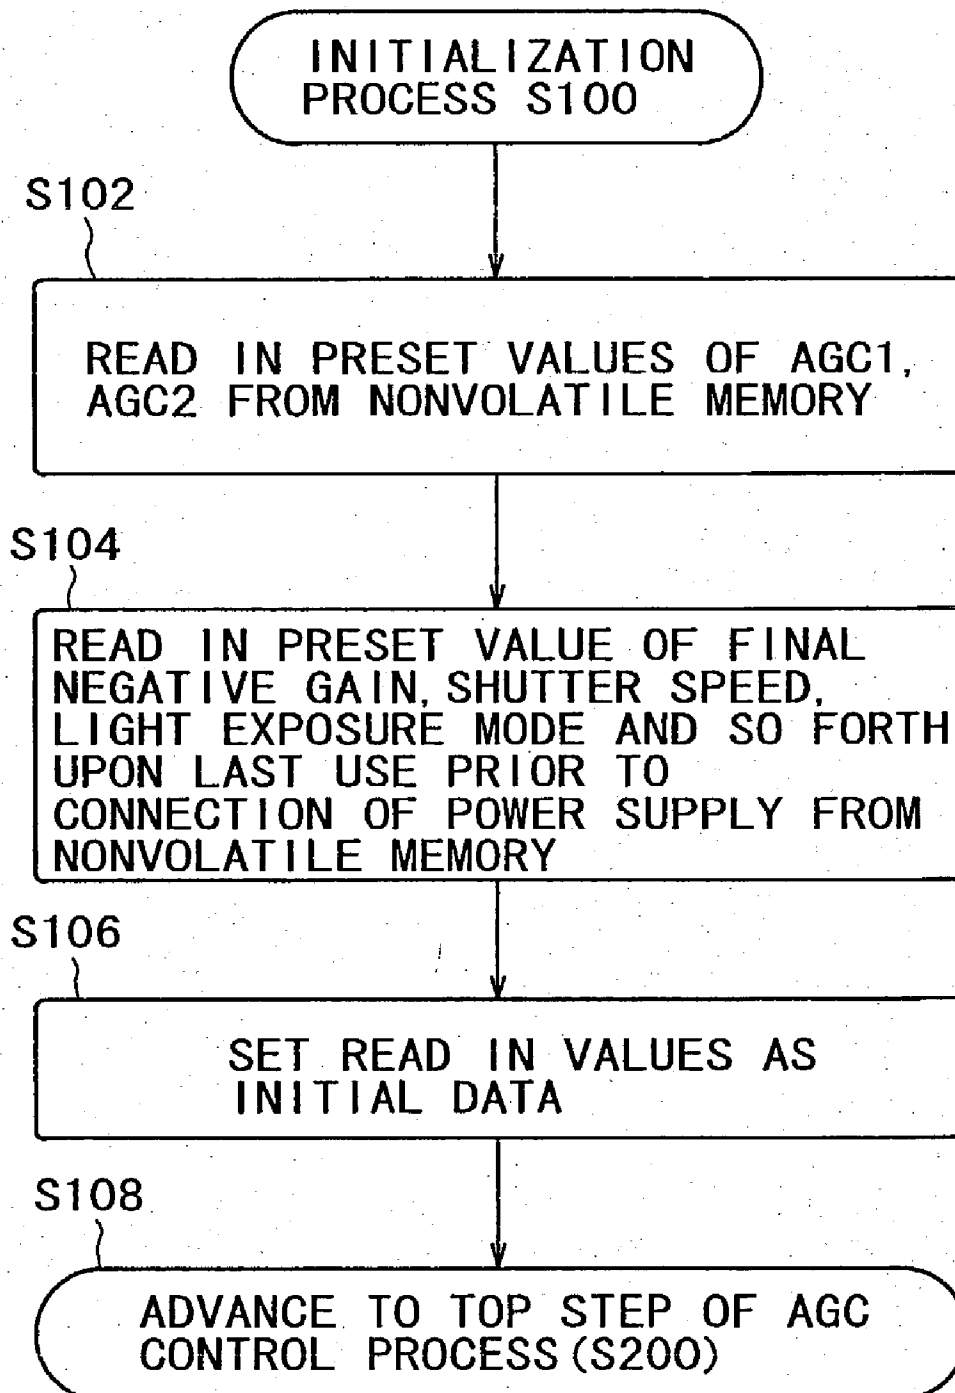 INITIALIZATION
PROCESS S100
S102
READ IN PRESET VALUES OF AGC1,
AGC2 FROM NONVOLATILE MEMORY
S104
READ IN PRESET VALUE OF FINAL
NEGATIVE GAIN, SHUTTER SPEED,
LIGHT EXPOSURE MODE AND SO FORTH
UPON LAST USE PRIOR TO
CONNECTION OF POWER SUPPLY FROM
NONVOLATILE MEMORY
S106
SET READ IN VALUES AS
INITIAL DATA
S108
ADVANCE TO TOP STEP OF AGC
CONTROL PROCESS(S200)